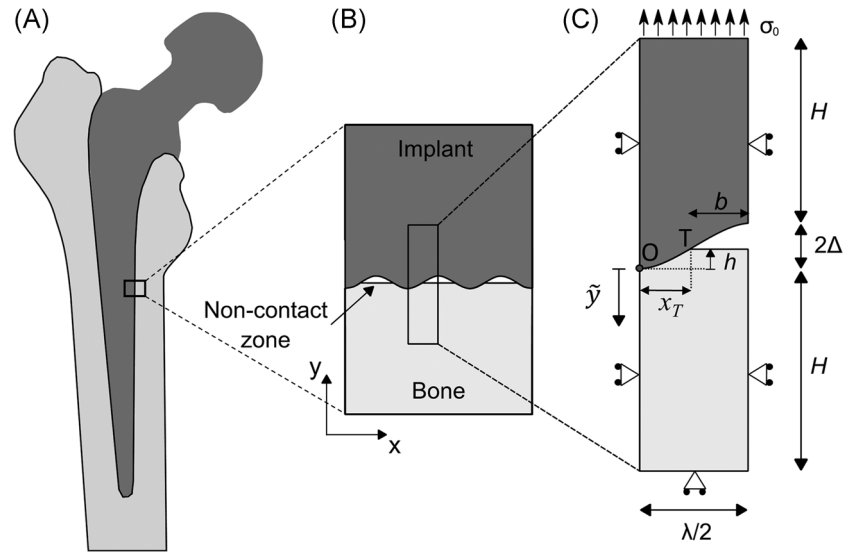 (A)
(B)
(C)
σ₀
Implant
H
b
2Δ
O
T
h
ỹ
x_T
Non-contact
zone
y
Bone
H
x
λ/2